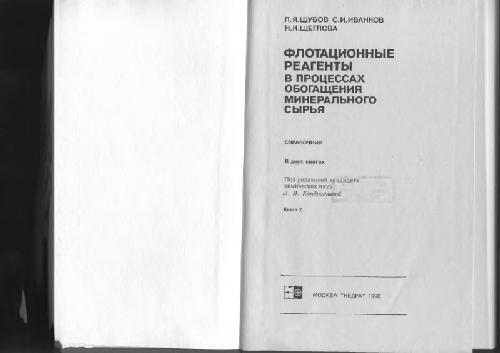 Л.Я.ШУБОВ С.И.ИВАНКОВ
Н.К.ЩЕГЛОВА
ФЛОТАЦИОННЫЕ
РЕАГЕНТЫ
В ПРОЦЕССАХ
ОБОГАЩЕНИЯ
МИНЕРАЛЬНОГО
СЫРЬЯ
СПРАВОЧНИК
В двух книгах
Под редакцией кандидата
химических наук
Книга 2
МОСКВА "НЕДРА" 1990